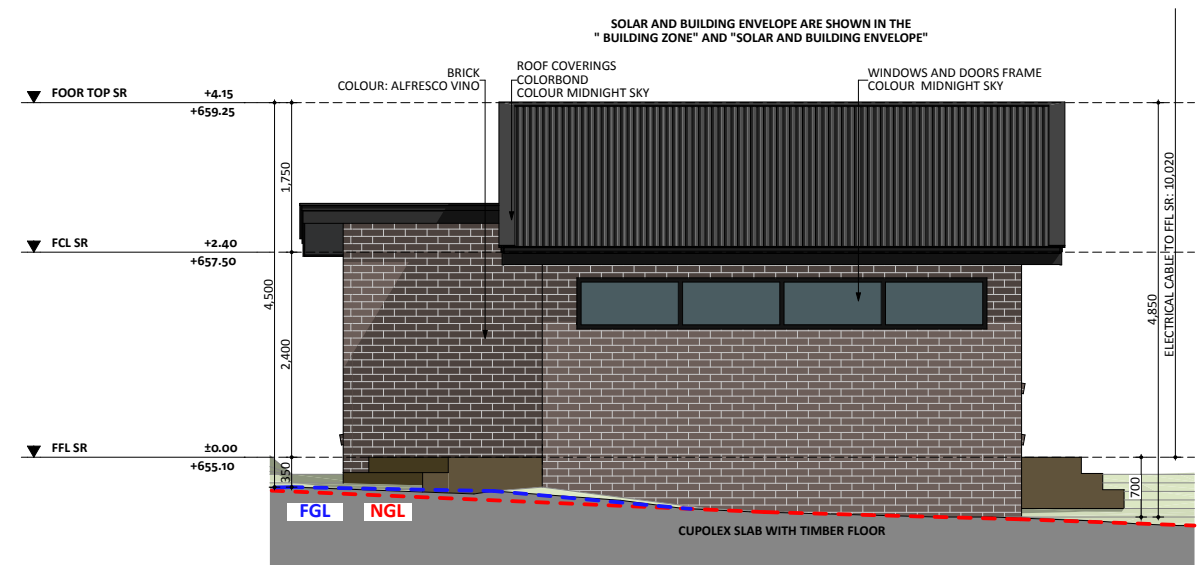 SOLAR AND BUILDING ENVELOPE ARE SHOWN IN THE
" BUILDING ZONE" AND "SOLAR AND BUILDING ENVELOPE"
BRICK
COLOUR: ALFRESCO VINO
ROOF COVERINGS
COLORBOND
COLOUR MIDNIGHT SKY
WINDOWS AND DOORS FRAME
COLOUR MIDNIGHT SKY
FOOR TOP SR +4.15
+659.25
1,750
FCL SR +2.40
+657.50
4,500
2,400
4,850
ELECTRICAL CABLE TO FFL SR: 10,020
FFL SR ±0.00
+655.10
350
700
FGL
NGL
CUPOLEX SLAB WITH TIMBER FLOOR